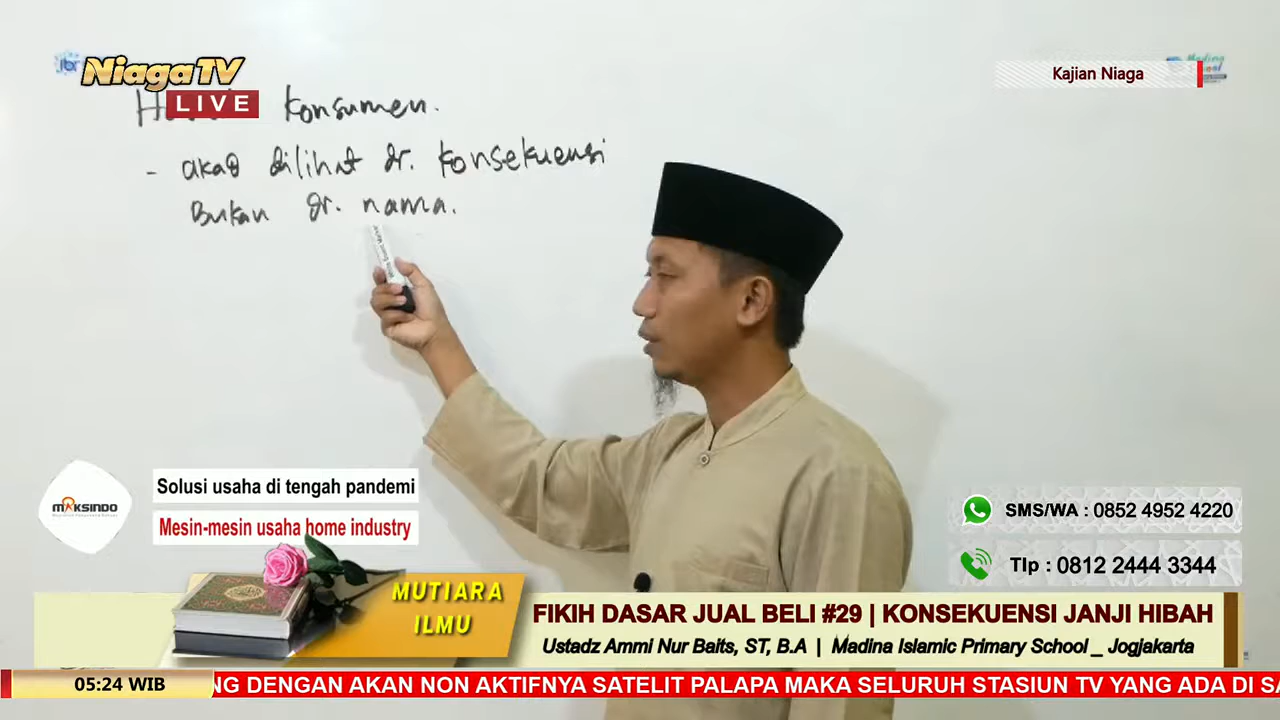 NiagaTV
LIVE
Kajian Niaga
Konsumen.
- akad dilihat dr. Konsekuensi
Bukan dr. nama.
MAKSINDO
Solusi usaha di tengah pandemi
Mesin-mesin usaha home industry
SMS/WA : 0852 4952 4220
Tlp : 0812 2444 3344
MUTIARA
ILMU
FIKIH DASAR JUAL BELI #29 | KONSEKUENSI JANJI HIBAH
Ustadz Ammi Nur Baits, ST, B.A | Madina Islamic Primary School _ Jogjakarta
05:24 WIB
NG DENGAN AKAN NON AKTIFNYA SATELIT PALAPA MAKA SELURUH STASIUN TV YANG ADA DI SA